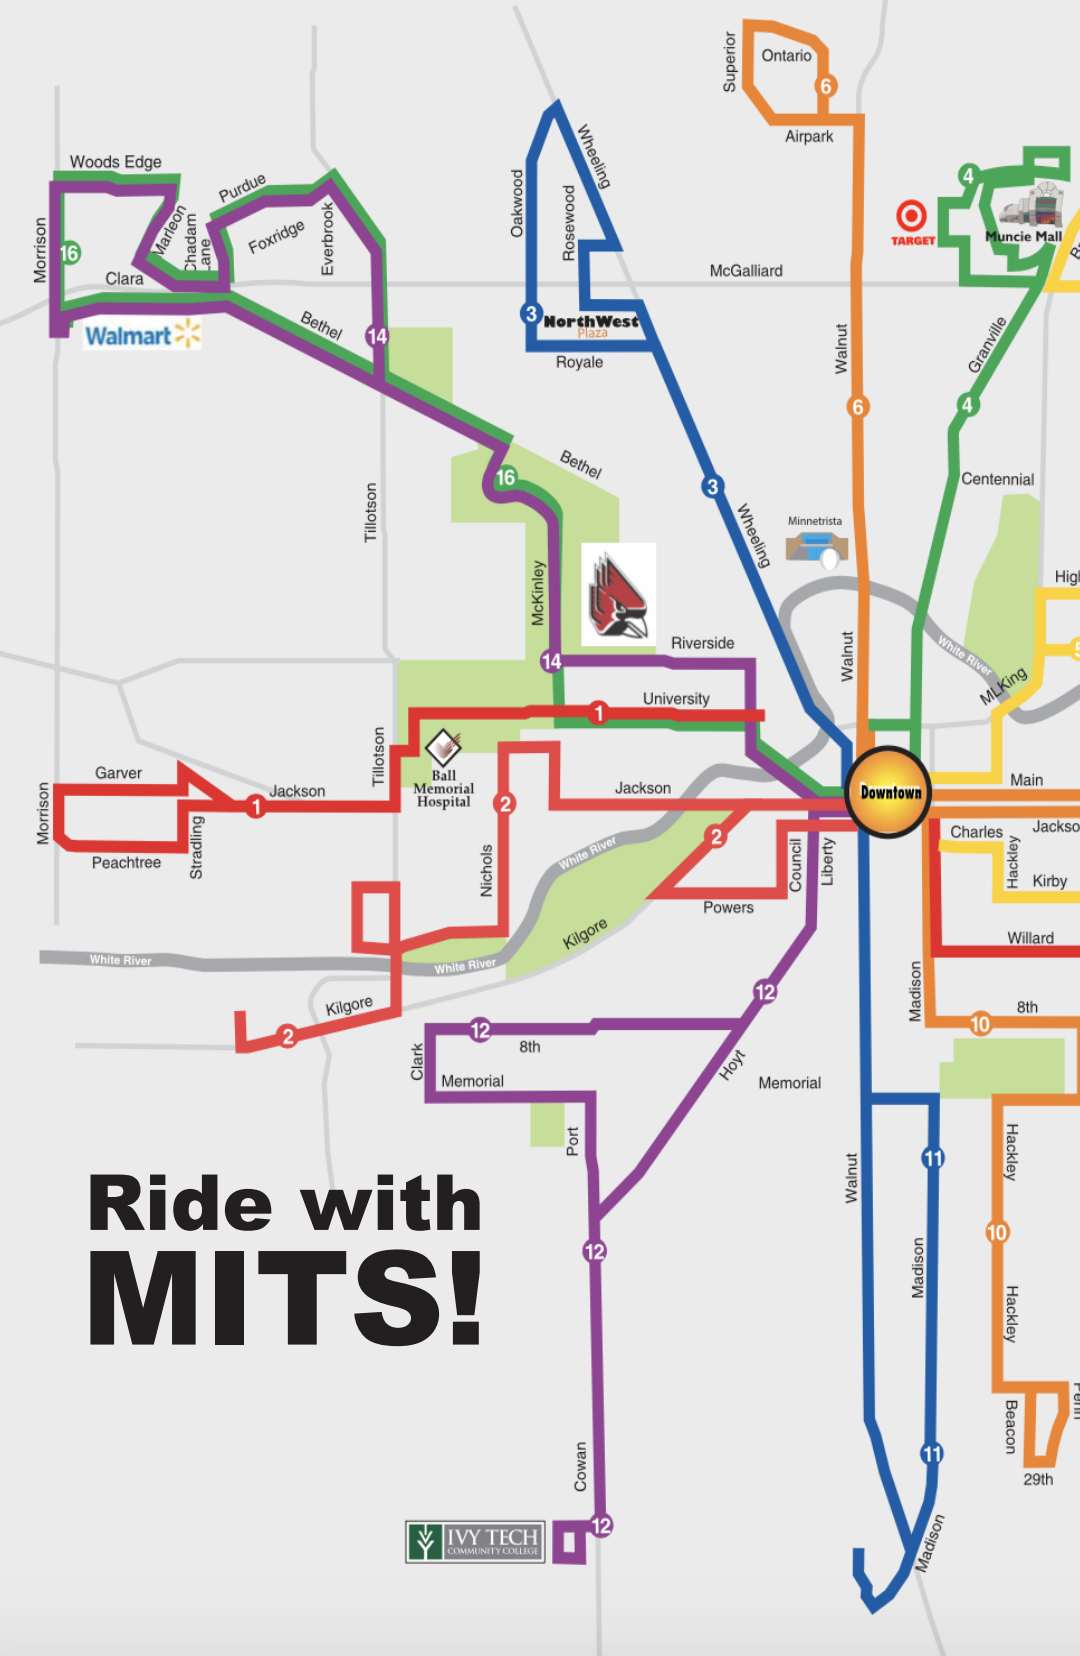 Superior
Ontario
6
Airpark
Woods Edge
Purdue
Wheeling
4
Oakwood
Rosewood
TARGET
Muncie Mall
Morrison
16
Marleon
Chadam
Lane
Foxridge
Everbrook
Clara
McGalliard
Walmart
Bethel
14
3
NorthWest
Plaza
Royale
Walnut
Granville
6
4
Tillotson
16
Bethel
3
Wheeling
Centennial
Minnetrista
McKinley
High
14
Riverside
Walnut
White River
5
MLKing
University
1
Tillotson
Ball
Memorial
Hospital
Garver
Jackson
1
Morrison
Peachtree
Stradling
2
Jackson
Downtown
Main
Jackso
2
Charles
Hackley
Kirby
White River
Nichols
Council
Liberty
Powers
Kilgore
Willard
White River
White River
Madison
12
Kilgore
2
12
8th
8th
10
Clark
Memorial
Hoyt
Memorial
Port
Walnut
11
Hackley
Ride with
MITS!
12
10
Madison
Hackley
Beacon
Penn
29th
11
Cowan
12
IVY TECH
COMMUNITY COLLEGE
Madison